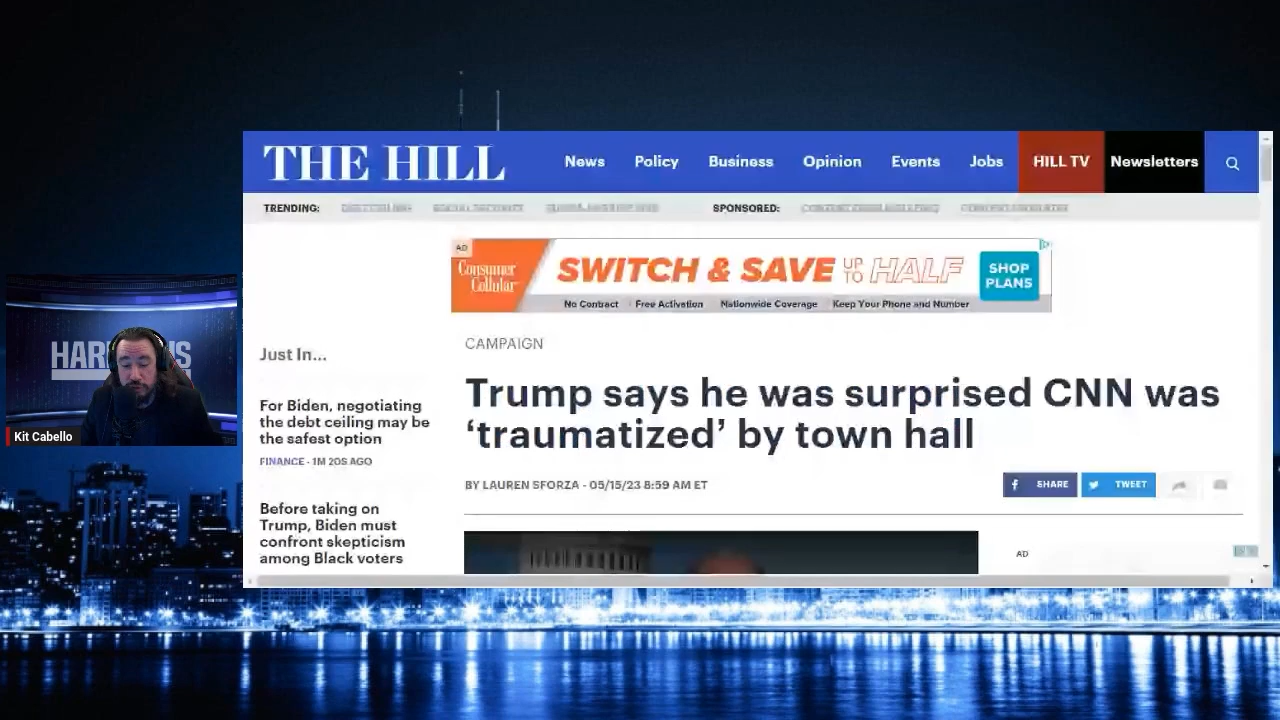 THE HILL
News
Policy
Business
Opinion
Events
Jobs
HILL TV
Newsletters
TRENDING:
SPONSORED:
AD
Consumer
Cellular
SWITCH & SAVE UP TO HALF
SHOP
PLANS
No Contract
Free Activation
Nationwide Coverage
Keep Your Phone and Number
CAMPAIGN
Trump says he was surprised CNN was
‘traumatized’ by town hall
BY LAUREN SFORZA - 05/15/23 8:59 AM ET
SHARE
TWEET
AD
Just In...
For Biden, negotiating
the debt ceiling may be
the safest option
FINANCE - 1M 20S AGO
Before taking on
Trump, Biden must
confront skepticism
among Black voters
Kit Cabello